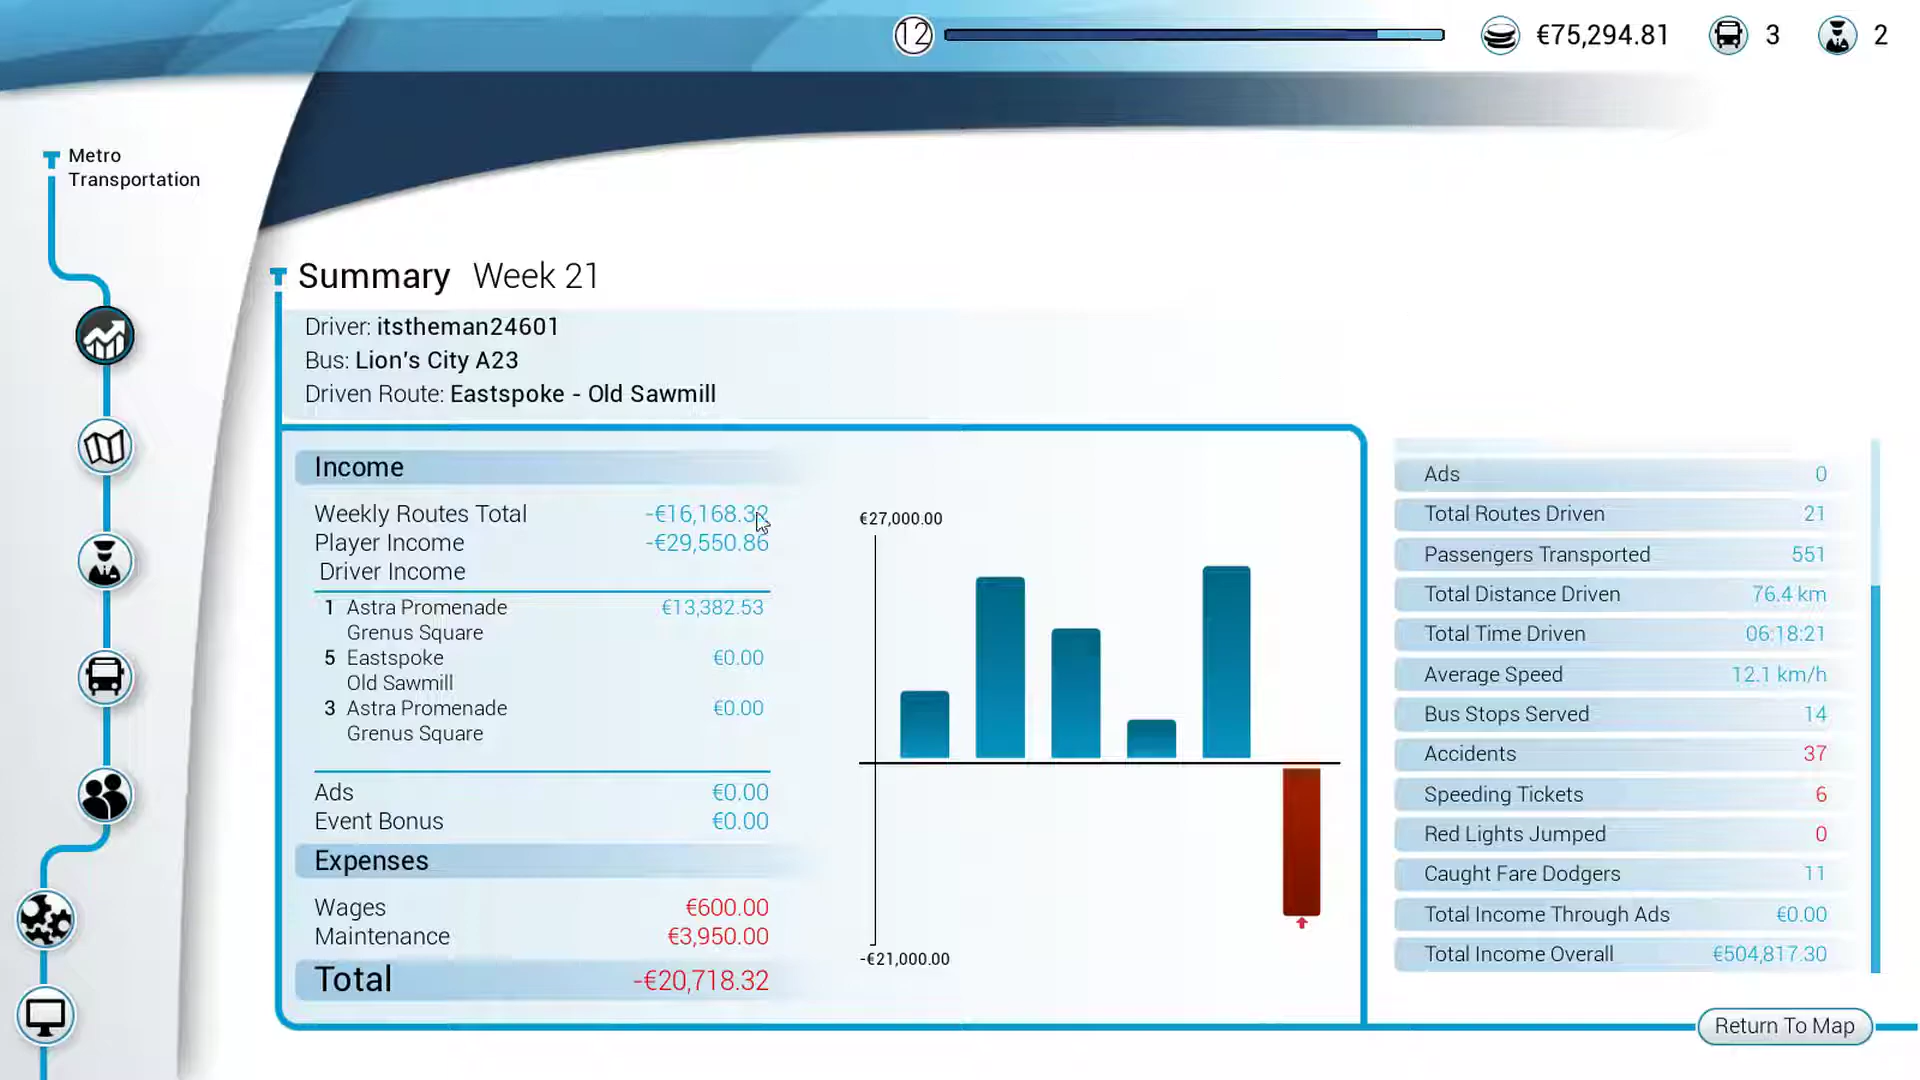 12
€75,294.81
3
2
Metro
Transportation
Summary Week 21
Driver: itstheman24601
Bus: Lion's City A23
Driven Route: Eastspoke - Old Sawmill
Income
Weekly Routes Total -€16,168.32
Player Income -€29,550.86
Driver Income
1 Astra Promenade €13,382.53
Grenus Square
5 Eastspoke €0.00
Old Sawmill
3 Astra Promenade €0.00
Grenus Square
Ads €0.00
Event Bonus €0.00
Expenses
Wages €600.00
Maintenance €3,950.00
Total -€20,718.32
€27,000.00
-€21,000.00
Ads 0
Total Routes Driven 21
Passengers Transported 551
Total Distance Driven 76.4 km
Total Time Driven 06:18:21
Average Speed 12.1 km/h
Bus Stops Served 14
Accidents 37
Speeding Tickets 6
Red Lights Jumped 0
Caught Fare Dodgers 11
Total Income Through Ads €0.00
Total Income Overall €504,817.30
Return To Map